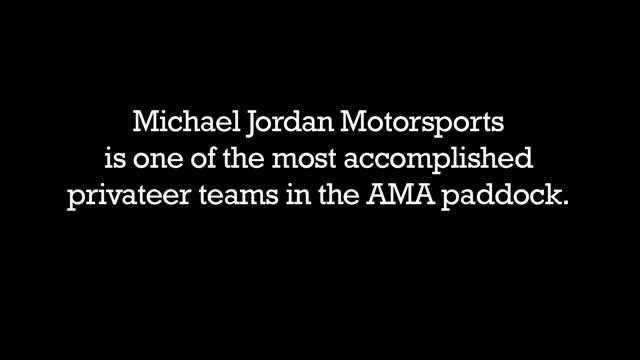 Michael Jordan Motorsports
is one of the most accomplished
privateer teams in the AMA paddock.